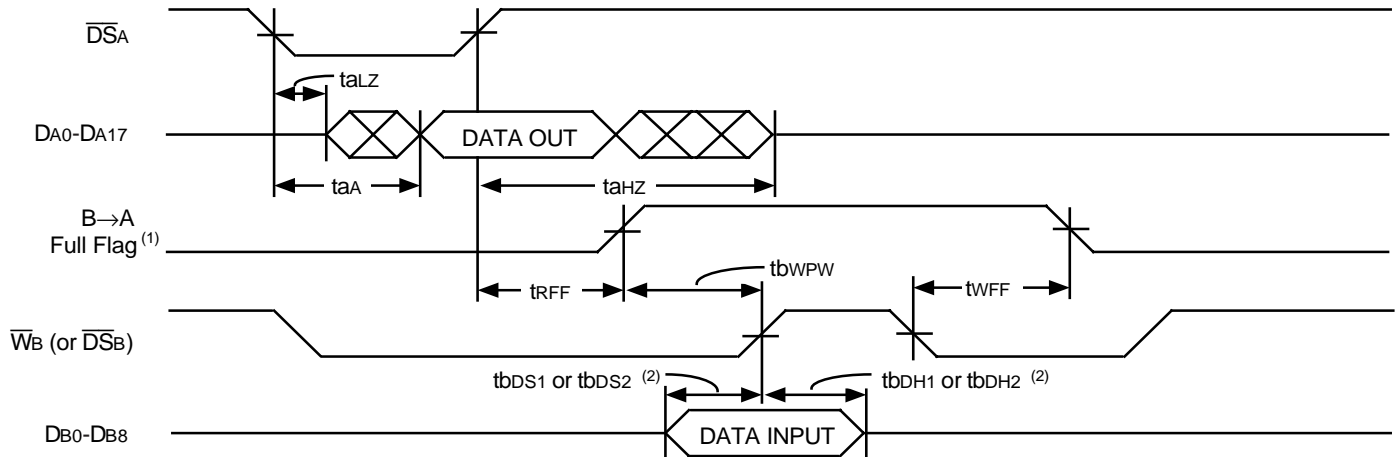 DSA
taLZ
DA0-DA17
DATA OUT
taA
taHZ
B→A
Full Flag (1)
tbWPW
tRFF
tWFF
WB (or DSB)
tbDS1 or tbDS2 (2)
tbDH1 or tbDH2 (2)
DB0-DB8
DATA INPUT